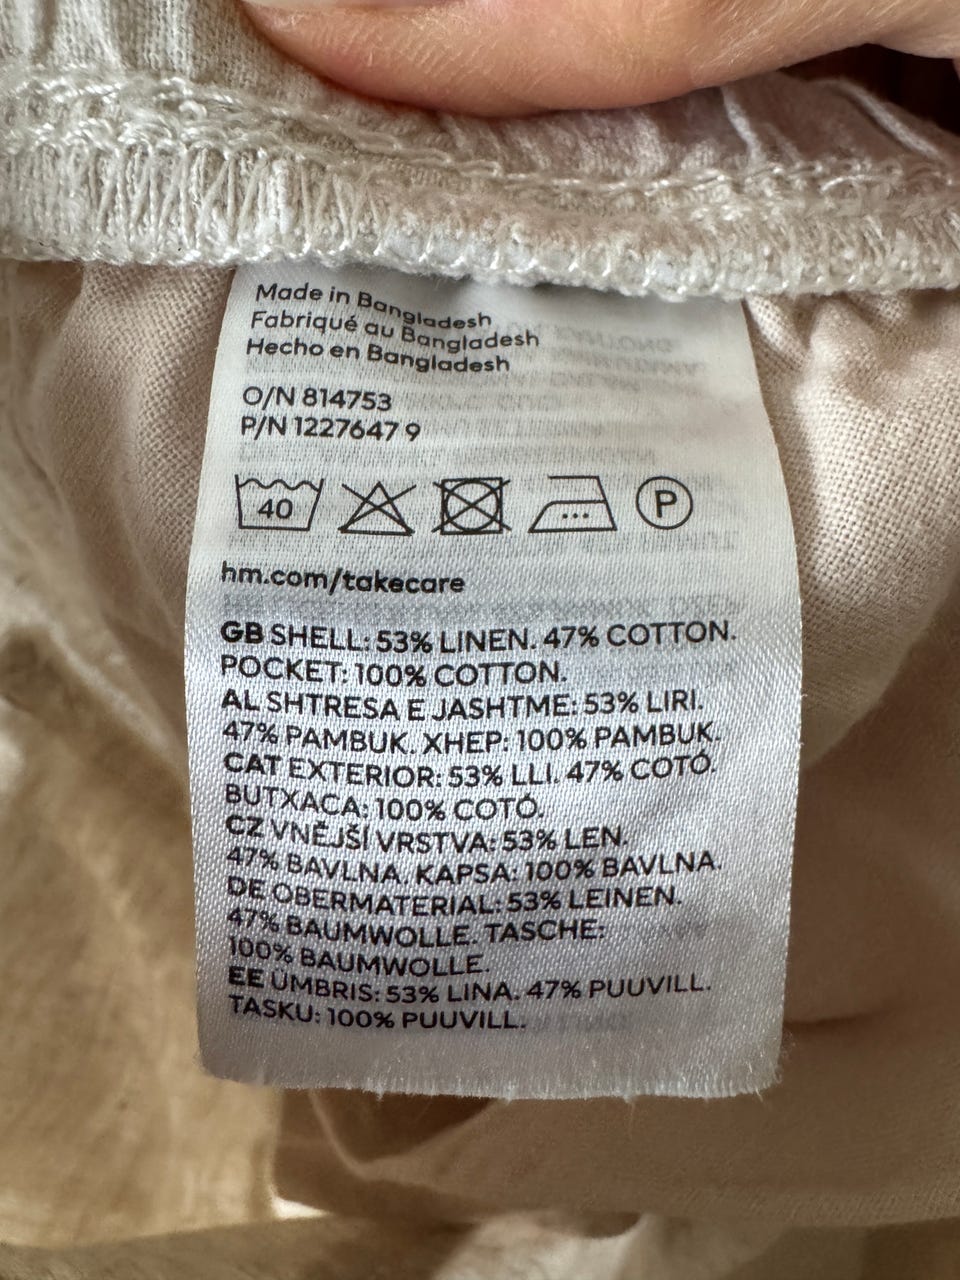 Made in Bangladesh
Fabriqué au Bangladesh
Hecho en Bangladesh
O/N 814753
P/N 1227647 9
40
P
hm.com/takecare
GB SHELL: 53% LINEN. 47% COTTON.
POCKET: 100% COTTON.
AL SHTRESA E JASHTME: 53% LIRI.
47% PAMBUK. XHEP: 100% PAMBUK.
CAT EXTERIOR: 53% LLI. 47% COTÓ.
BUTXACA: 100% COTÓ.
CZ VNĚJŠÍ VRSTVA: 53% LEN.
47% BAVLNA. KAPSA: 100% BAVLNA.
DE OBERMATERIAL: 53% LEINEN.
47% BAUMWOLLE. TASCHE:
100% BAUMWOLLE.
EE ÜMBRIS: 53% LINA. 47% PUUVILL.
TASKU: 100% PUUVILL.